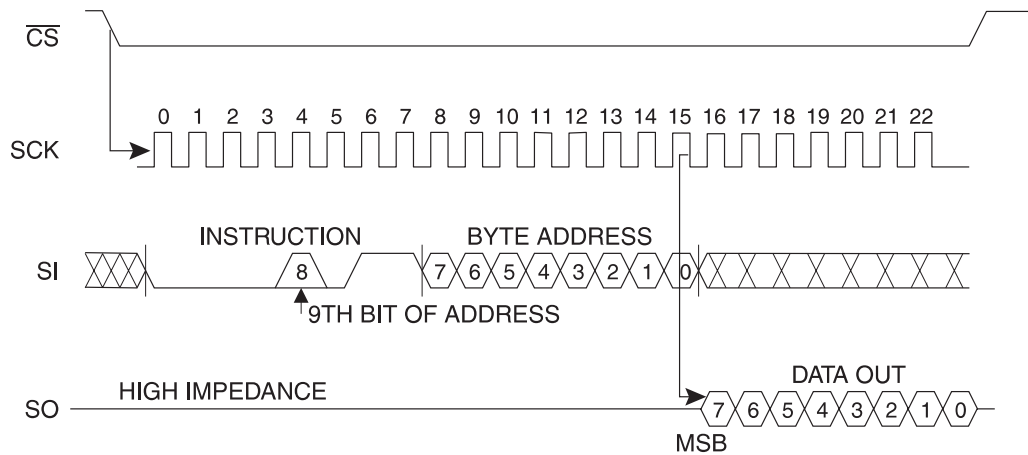 CS
0 1 2 3 4 5 6 7 8 9 10 11 12 13 14 15 16 17 18 19 20 21 22
SCK
INSTRUCTION BYTE ADDRESS
SI 8 7 6 5 4 3 2 1 0
9TH BIT OF ADDRESS
HIGH IMPEDANCE DATA OUT
SO 7 6 5 4 3 2 1 0
MSB